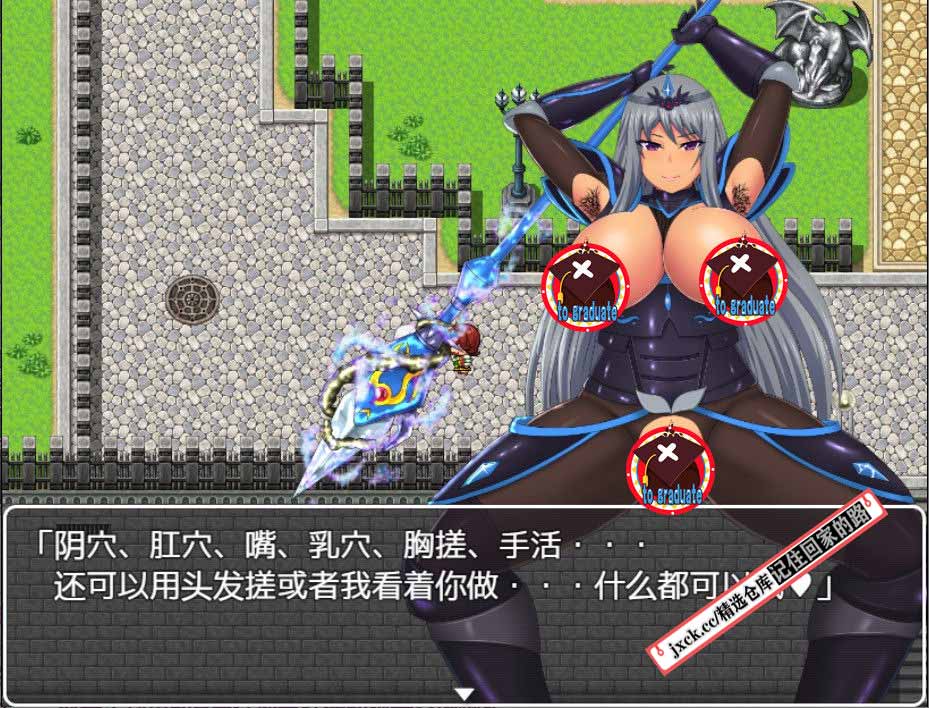 to graduate
to graduate
to graduate
「阴穴、肛穴、嘴、乳穴、胸搓、手活・・・
还可以用头发搓或者我看着你做・・・什么都可以 ♥」
jxck.cc/精选仓库记住回家的路